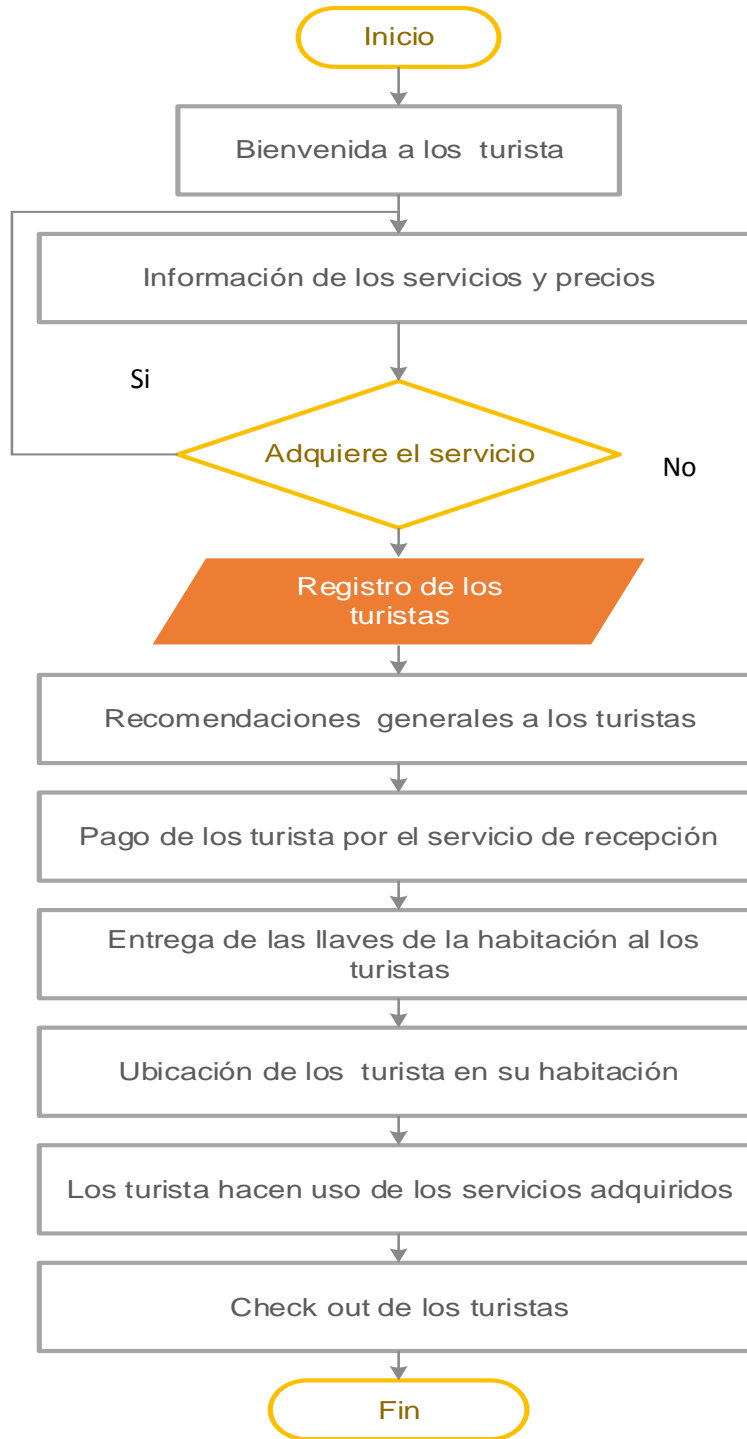 Inicio
Bienvenida a los turista
Información de los servicios y precios
Si
Adquiere el servicio
No
Registro de los
turistas
Recomendaciones generales a los turistas
Pago de los turista por el servicio de recepción
Entrega de las llaves de la habitación al los
turistas
Ubicación de los turista en su habitación
Los turista hacen uso de los servicios adquiridos
Check out de los turistas
Fin